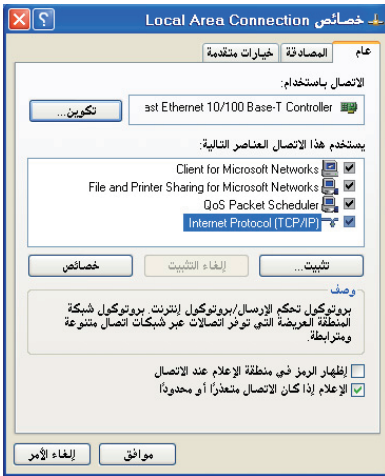 خصائص Local Area Connection
عام
المصادقة
خيارات متقدمة
الاتصال باستخدام:
ast Ethernet 10/100 Base-T Controller
تكوين...
يستخدم هذا الاتصال العناصر التالية:
Client for Microsoft Networks
File and Printer Sharing for Microsoft Networks
QoS Packet Scheduler
Internet Protocol (TCP/IP)
تثبيت...
إلغاء التثبيت
خصائص
وصف
بروتوكول تحكم الإرسال/بروتوكول إنترنت. بروتوكول شبكة
المنطقة العريضة التي توفر اتصالات عبر شبكات اتصال متنوعة
ومترابطة.
إظهار الرمز في منطقة الإعلام عند الاتصال
الإعلام إذا كان الاتصال متعذرًا أو محدودًا
موافق
إلغاء الأمر